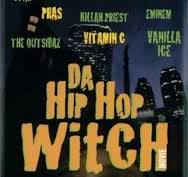 PRAS KILLAH PRIEST EMINEM
THE OUTSIDAZ VITAMIN C VANILLA ICE
DA
HIP HOP
WITCH
MOVIE